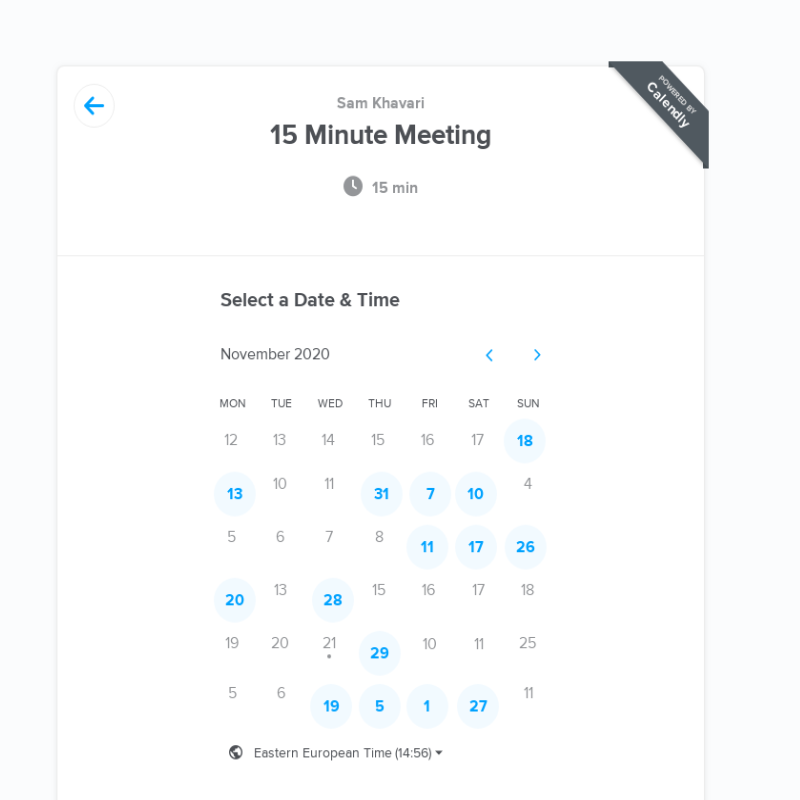 POWERED BY
Calendly
Sam Khavari
15 Minute Meeting
15 min
Select a Date & Time
November 2020
MON TUE WED THU FRI SAT SUN
12 13 14 15 16 17 18
13 10 11 31 7 10 4
5 6 7 8 11 17 26
20 13 28 15 16 17 18
19 20 21 29 10 11 25
5 6 19 5 1 27 11
Eastern European Time (14:56)